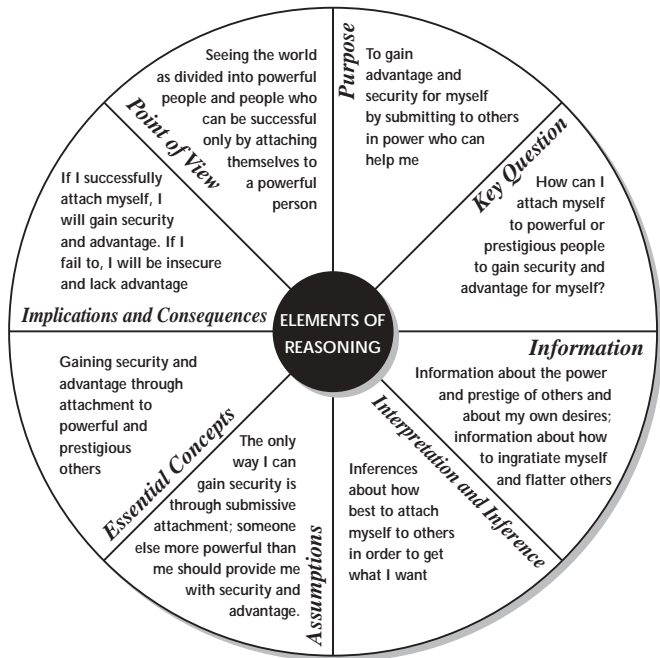 Purpose
To gain
advantage and
security for myself
by submitting to others
in power who can
help me
Key Question
How can I
attach myself
to powerful or
prestigious people
to gain security and
advantage for myself?
Information
Information about the power
and prestige of others and
about my own desires;
information about how
to ingratiate myself
and flatter others
Interpretation and Inference
Inferences
about how
best to attach
myself to others
in order to get
what I want
Assumptions
The only
way I can
gain security is
through submissive
attachment; someone
else more powerful than
me should provide me
with security and
advantage.
Essential Concepts
Gaining security and
advantage through
attachment to
powerful and
prestigious
others
Implications and Consequences
If I successfully
attach myself, I
will gain security
and advantage. If I
fail to, I will be insecure
and lack advantage
Point of View
Seeing the world
as divided into powerful
people and people who
can be successful
only by attaching
themselves to
a powerful
person
ELEMENTS OF
REASONING